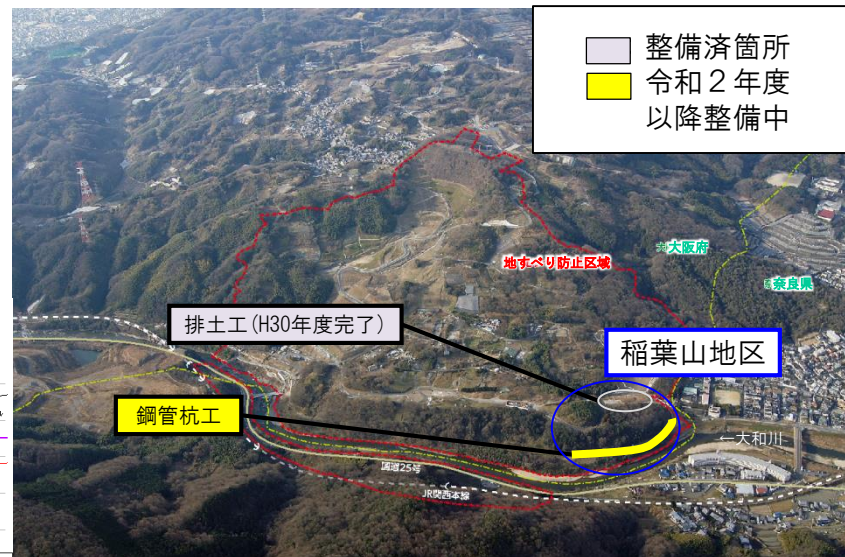 整備済箇所
令和２年度
以降整備中
大阪府
地すべり防止区域
奈良県
排土工(H30年度完了)
稲葉山地区
鋼管杭工
←大和川
国道25号
JR関西本線